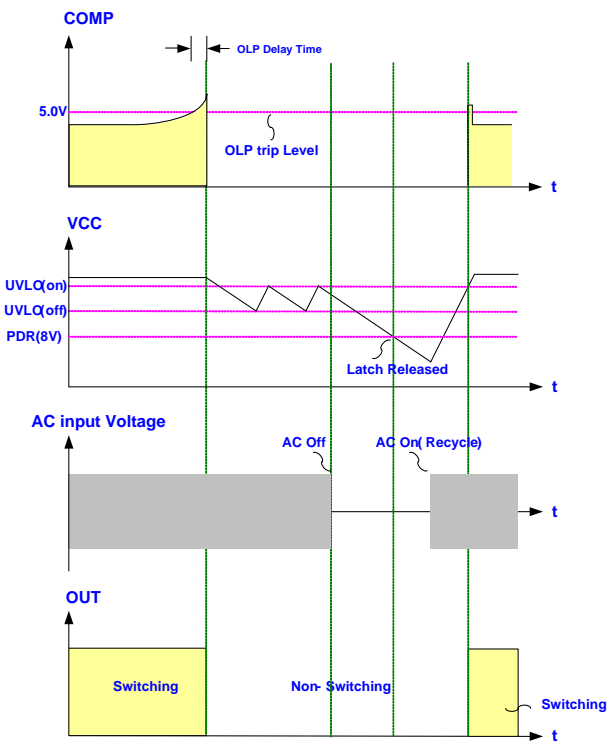 COMP
OLP Delay Time
5.0V
OLP trip Level
t
VCC
UVLO(on)
UVLO(off)
PDR(8V)
Latch Released
t
AC input Voltage
AC Off
AC On( Recycle)
t
OUT
Switching
Non- Switching
Switching
t